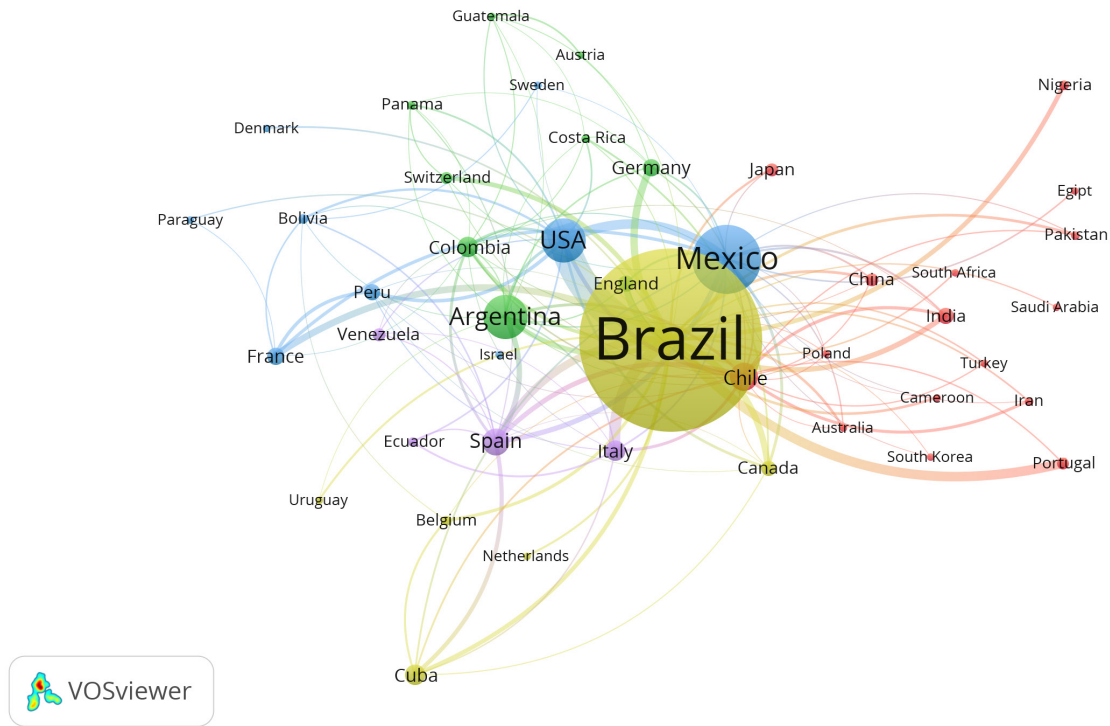 Guatemala
Austria
Sweden
Nigeria
Panama
Denmark
Costa Rica
Germany
Japan
Switzerland
Egipt
Paraguay
Bolivia
Pakistan
Colombia
USA
Mexico
England
China
South Africa
Peru
Saudi Arabia
Argentina
India
Venezuela
Brazil
France
Israel
Poland
Turkey
Chile
Cameroon
Iran
Australia
Ecuador
Spain
Italy
South Korea
Portugal
Canada
Uruguay
Belgium
Netherlands
Cuba
VOSviewer